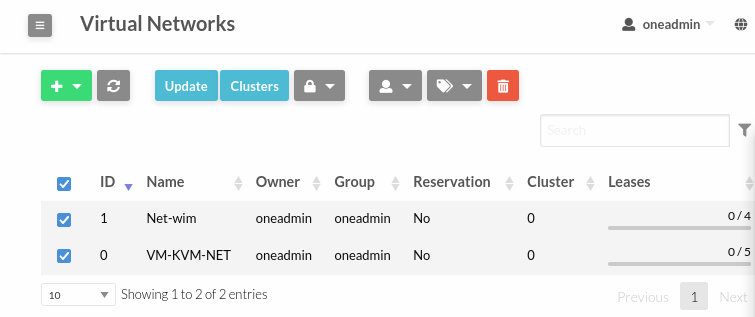 Virtual Networks
oneadmin
Update Clusters
Search
ID Name Owner Group Reservation Cluster Leases
1 Net-wim oneadmin oneadmin No 0 0 / 4
0 VM-KVM-NET oneadmin oneadmin No 0 0 / 5
10 Showing 1 to 2 of 2 entries Previous 1 Next